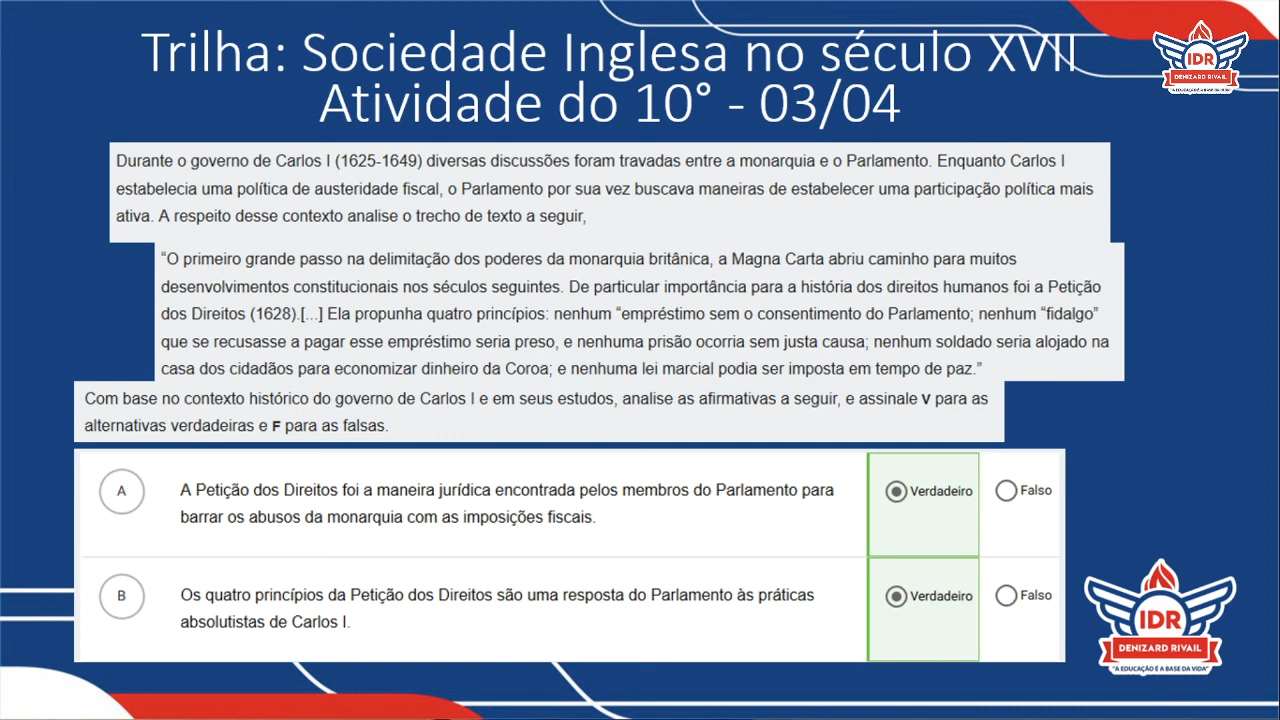 Trilha: Sociedade Inglesa no século XVII
Atividade do 10° - 03/04
IDR
DENIZARD RIVAIL
"A EDUCAÇÃO É A BASE DA VIDA"
Durante o governo de Carlos I (1625-1649) diversas discussões foram travadas entre a monarquia e o Parlamento. Enquanto Carlos I
estabelecia uma política de austeridade fiscal, o Parlamento por sua vez buscava maneiras de estabelecer uma participação política mais
ativa. A respeito desse contexto analise o trecho de texto a seguir,
“O primeiro grande passo na delimitação dos poderes da monarquia britânica, a Magna Carta abriu caminho para muitos
desenvolvimentos constitucionais nos séculos seguintes. De particular importância para a história dos direitos humanos foi a Petição
dos Direitos (1628).[...] Ela propunha quatro princípios: nenhum “empréstimo sem o consentimento do Parlamento; nenhum “fidalgo”
que se recusasse a pagar esse empréstimo seria preso, e nenhuma prisão ocorria sem justa causa; nenhum soldado seria alojado na
casa dos cidadãos para economizar dinheiro da Coroa; e nenhuma lei marcial podia ser imposta em tempo de paz.”
Com base no contexto histórico do governo de Carlos I e em seus estudos, analise as afirmativas a seguir, e assinale V para as
alternativas verdadeiras e F para as falsas.
A
A Petição dos Direitos foi a maneira jurídica encontrada pelos membros do Parlamento para
barrar os abusos da monarquia com as imposições fiscais.
Verdadeiro
Falso
B
Os quatro princípios da Petição dos Direitos são uma resposta do Parlamento às práticas
absolutistas de Carlos I.
Verdadeiro
Falso
IDR
DENIZARD RIVAIL
"A EDUCAÇÃO É A BASE DA VIDA"